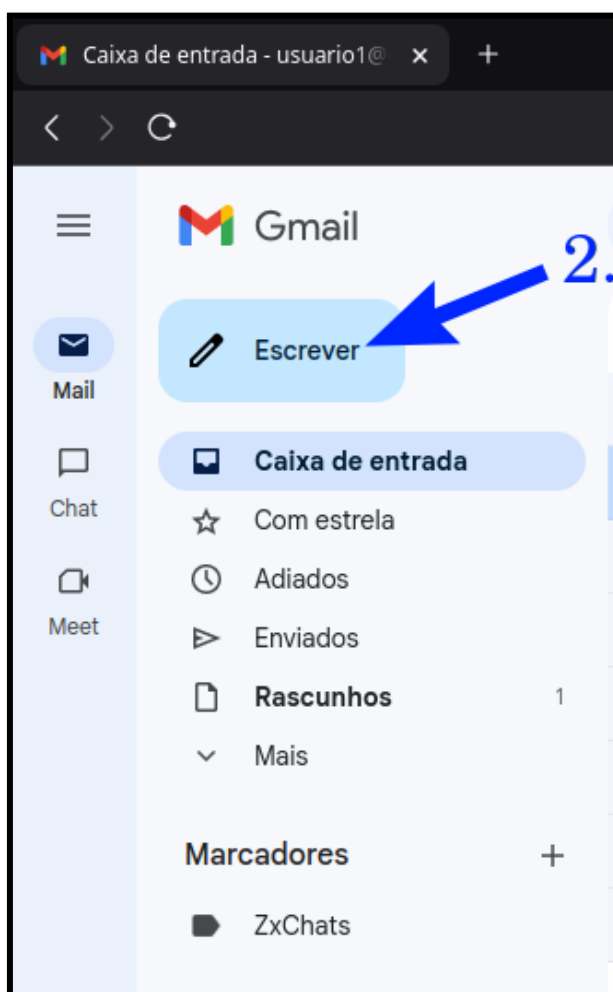 Caixa de entrada - usuario1@
Gmail
2.
Escrever
Mail
Caixa de entrada
Chat
Com estrela
Adiados
Meet
Enviados
Rascunhos 1
Mais
Marcadores
ZxChats